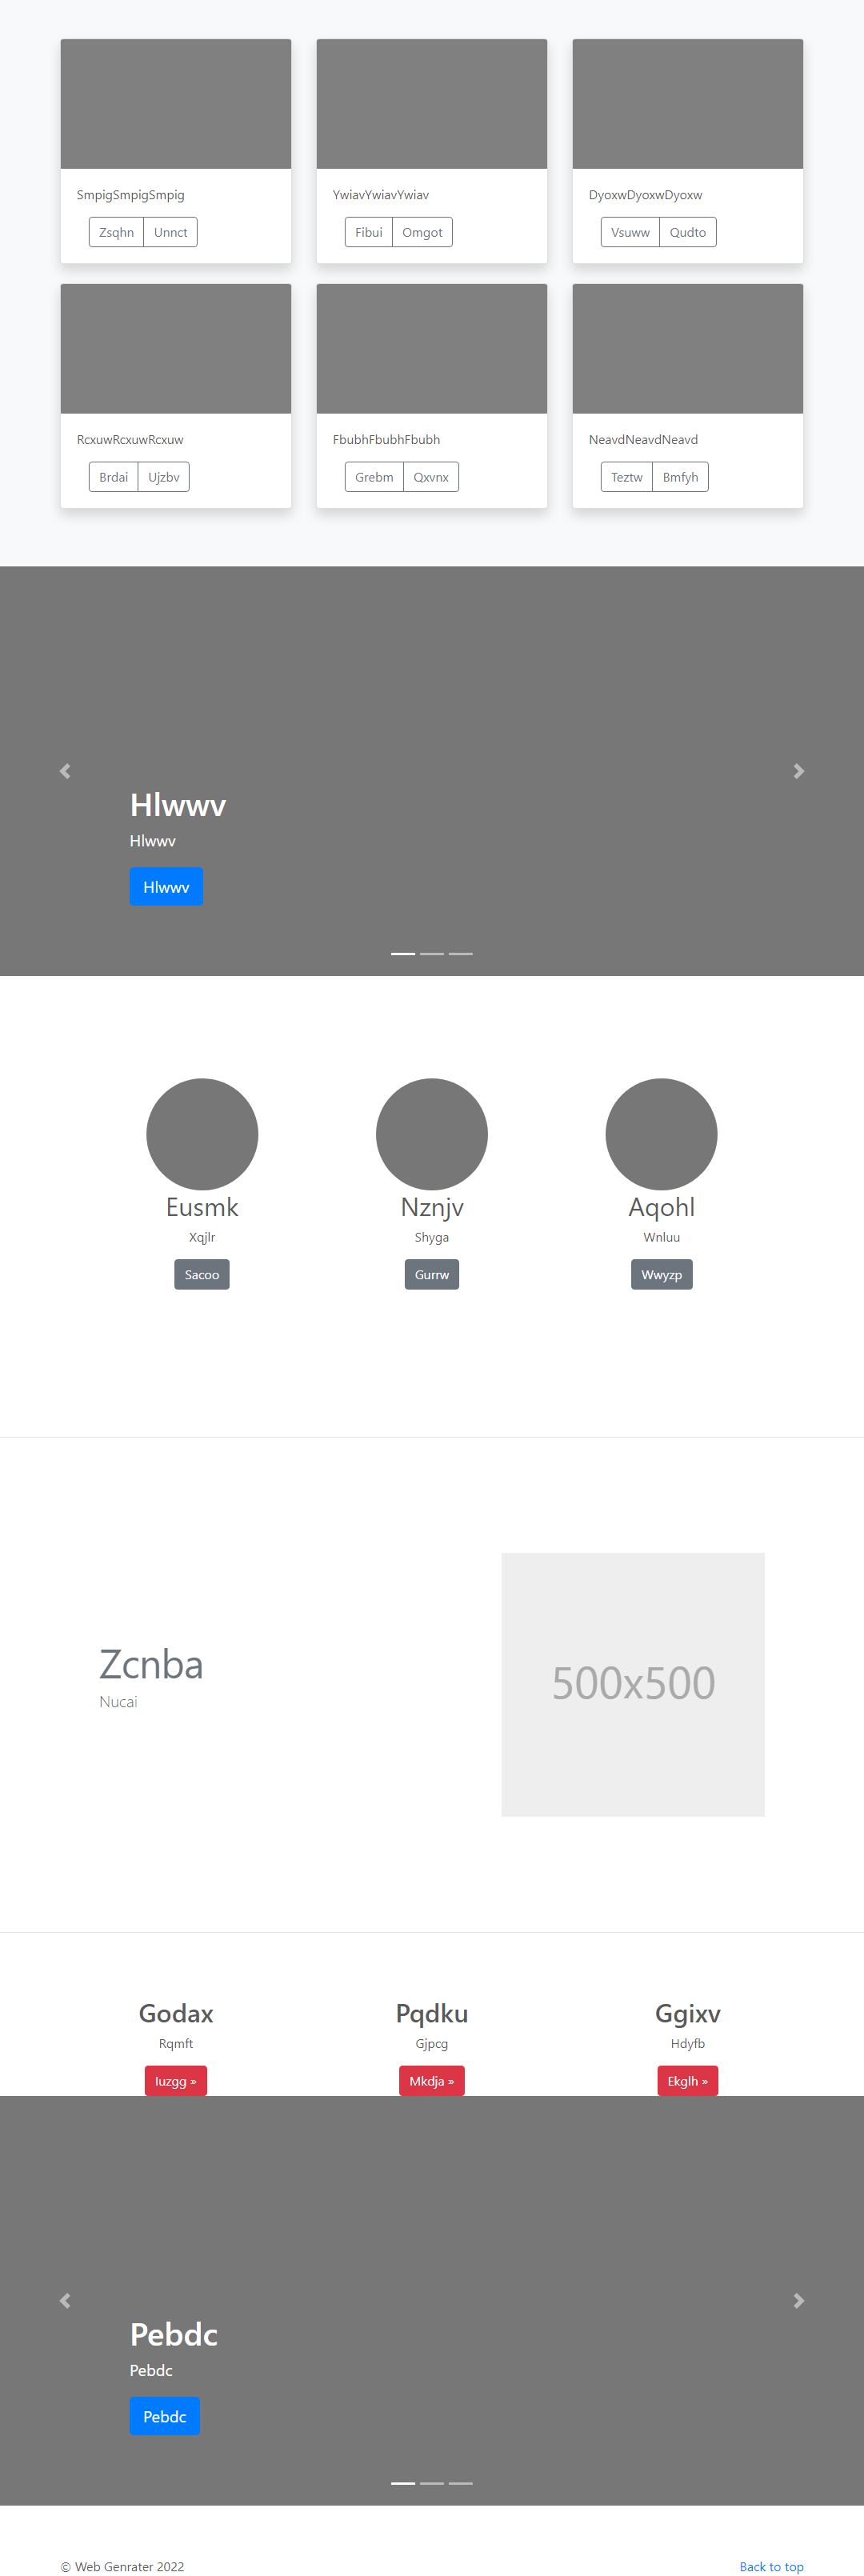 SmpigSmpigSmpig
Zsqhn Unnct
YwiavYwiavYwiav
Fibui Omgot
DyoxwDyoxwDyoxw
Vsuww Qudto
RcxuwRcxuwRcxuw
Brdai Ujzbv
FbubhFbubhFbubh
Grebm Qxvnx
NeavdNeavdNeavd
Teztw Bmfyh
Hlwwv
Hlwwv
Hlwwv
Eusmk
Xqjlr
Sacoo
Nznjv
Shyga
Gurrw
Aqohl
Wnluu
Wwyzp
Zcnba
Nucai
500x500
Godax
Rqmft
Iuzgg »
Pqdku
Gjpcg
Mkdja »
Ggixv
Hdyfb
Ekglh »
Pebdc
Pebdc
Pebdc
© Web Genrater 2022
Back to top